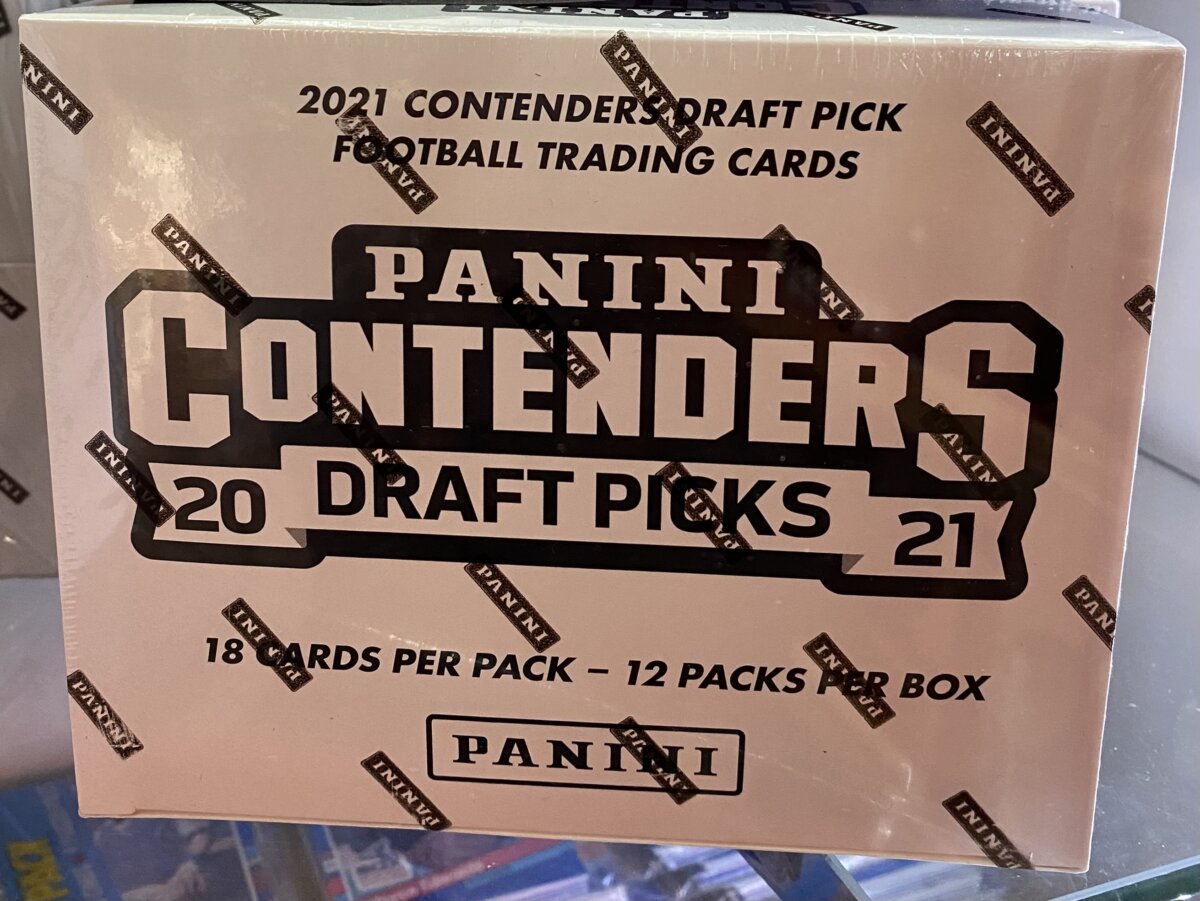 PANINI
2021 CONTENDERS DRAFT PICK
FOOTBALL TRADING CARDS
PANINI
CONTENDERS
20 DRAFT PICKS 21
18 CARDS PER PACK – 12 PACKS PER BOX
PANINI